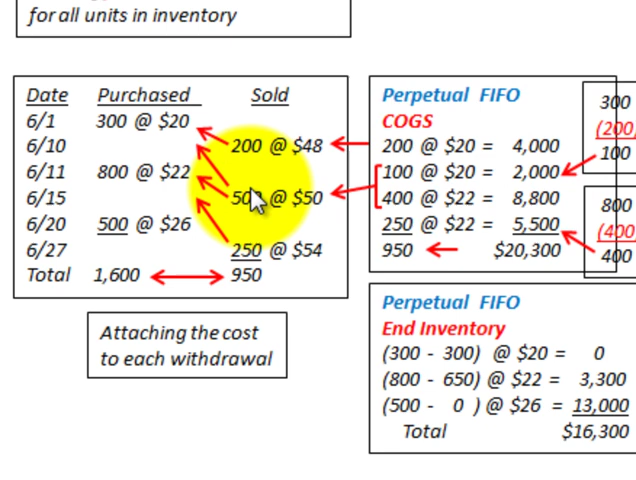 for all units in inventory
Date Purchased Sold
6/1 300 @ $20
6/10 200 @ $48
6/11 800 @ $22
6/15 500 @ $50
6/20 500 @ $26
6/27 250 @ $54
Total 1,600 950
Attaching the cost
to each withdrawal
Perpetual FIFO
COGS
200 @ $20 = 4,000
100 @ $20 = 2,000
400 @ $22 = 8,800
250 @ $22 = 5,500
950 $20,300
300
(200)
100
800
(400)
400
Perpetual FIFO
End Inventory
(300 - 300) @ $20 = 0
(800 - 650) @ $22 = 3,300
(500 - 0 ) @ $26 = 13,000
Total $16,300